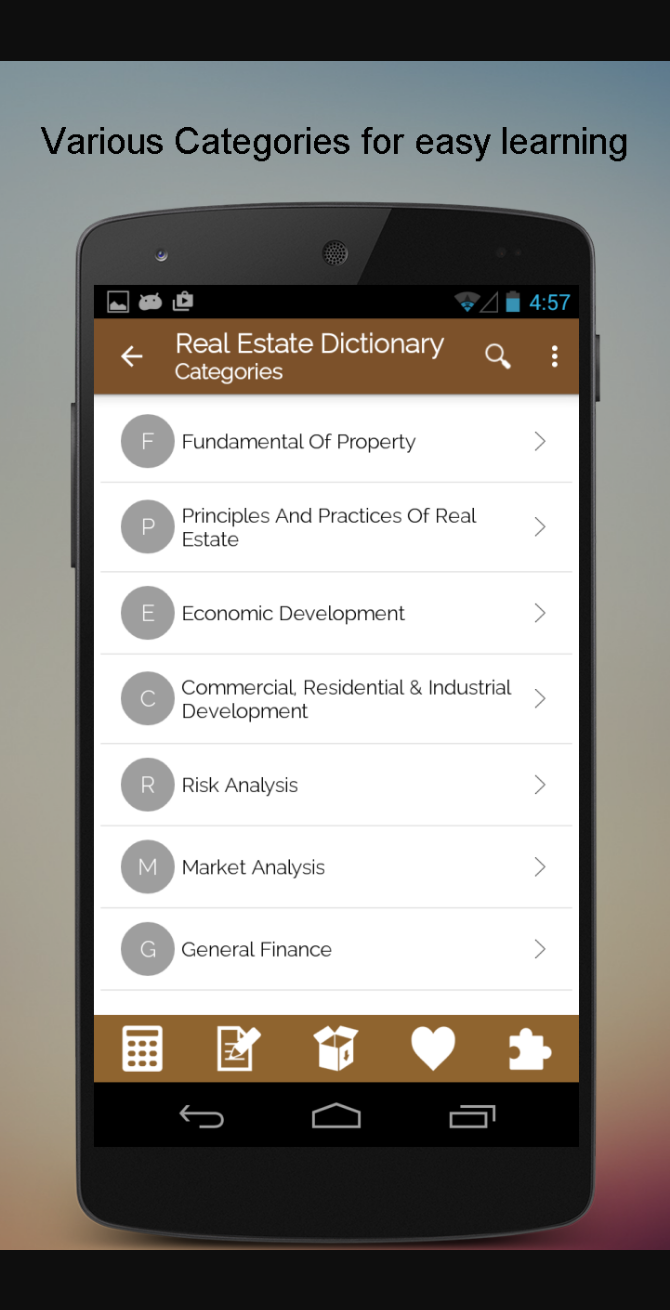 Various Categories for easy learning
4:57
Real Estate Dictionary
Categories
F Fundamental Of Property
P Principles And Practices Of Real
Estate
E Economic Development
C Commercial, Residential & Industrial
Development
R Risk Analysis
M Market Analysis
G General Finance